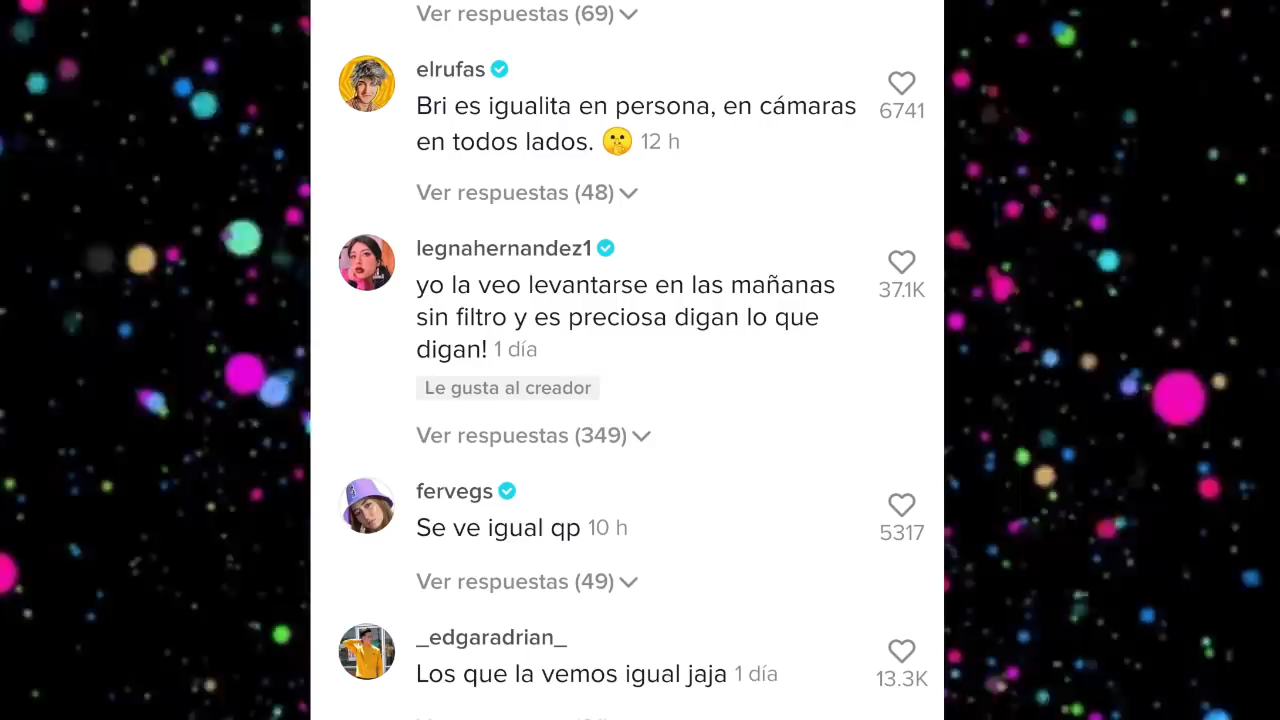 Ver respuestas (69)
elrufas
Bri es igualita en persona, en cámaras
6741
en todos lados. 🤫 12 h
Ver respuestas (48)
legnahernandez1
yo la veo levantarse en las mañanas
37.1K
sin filtro y es preciosa digan lo que
digan! 1 día
Le gusta al creador
Ver respuestas (349)
fervegs
Se ve igual qp 10 h
5317
Ver respuestas (49)
_edgaradrian_
Los que la vemos igual jaja 1 día
13.3K